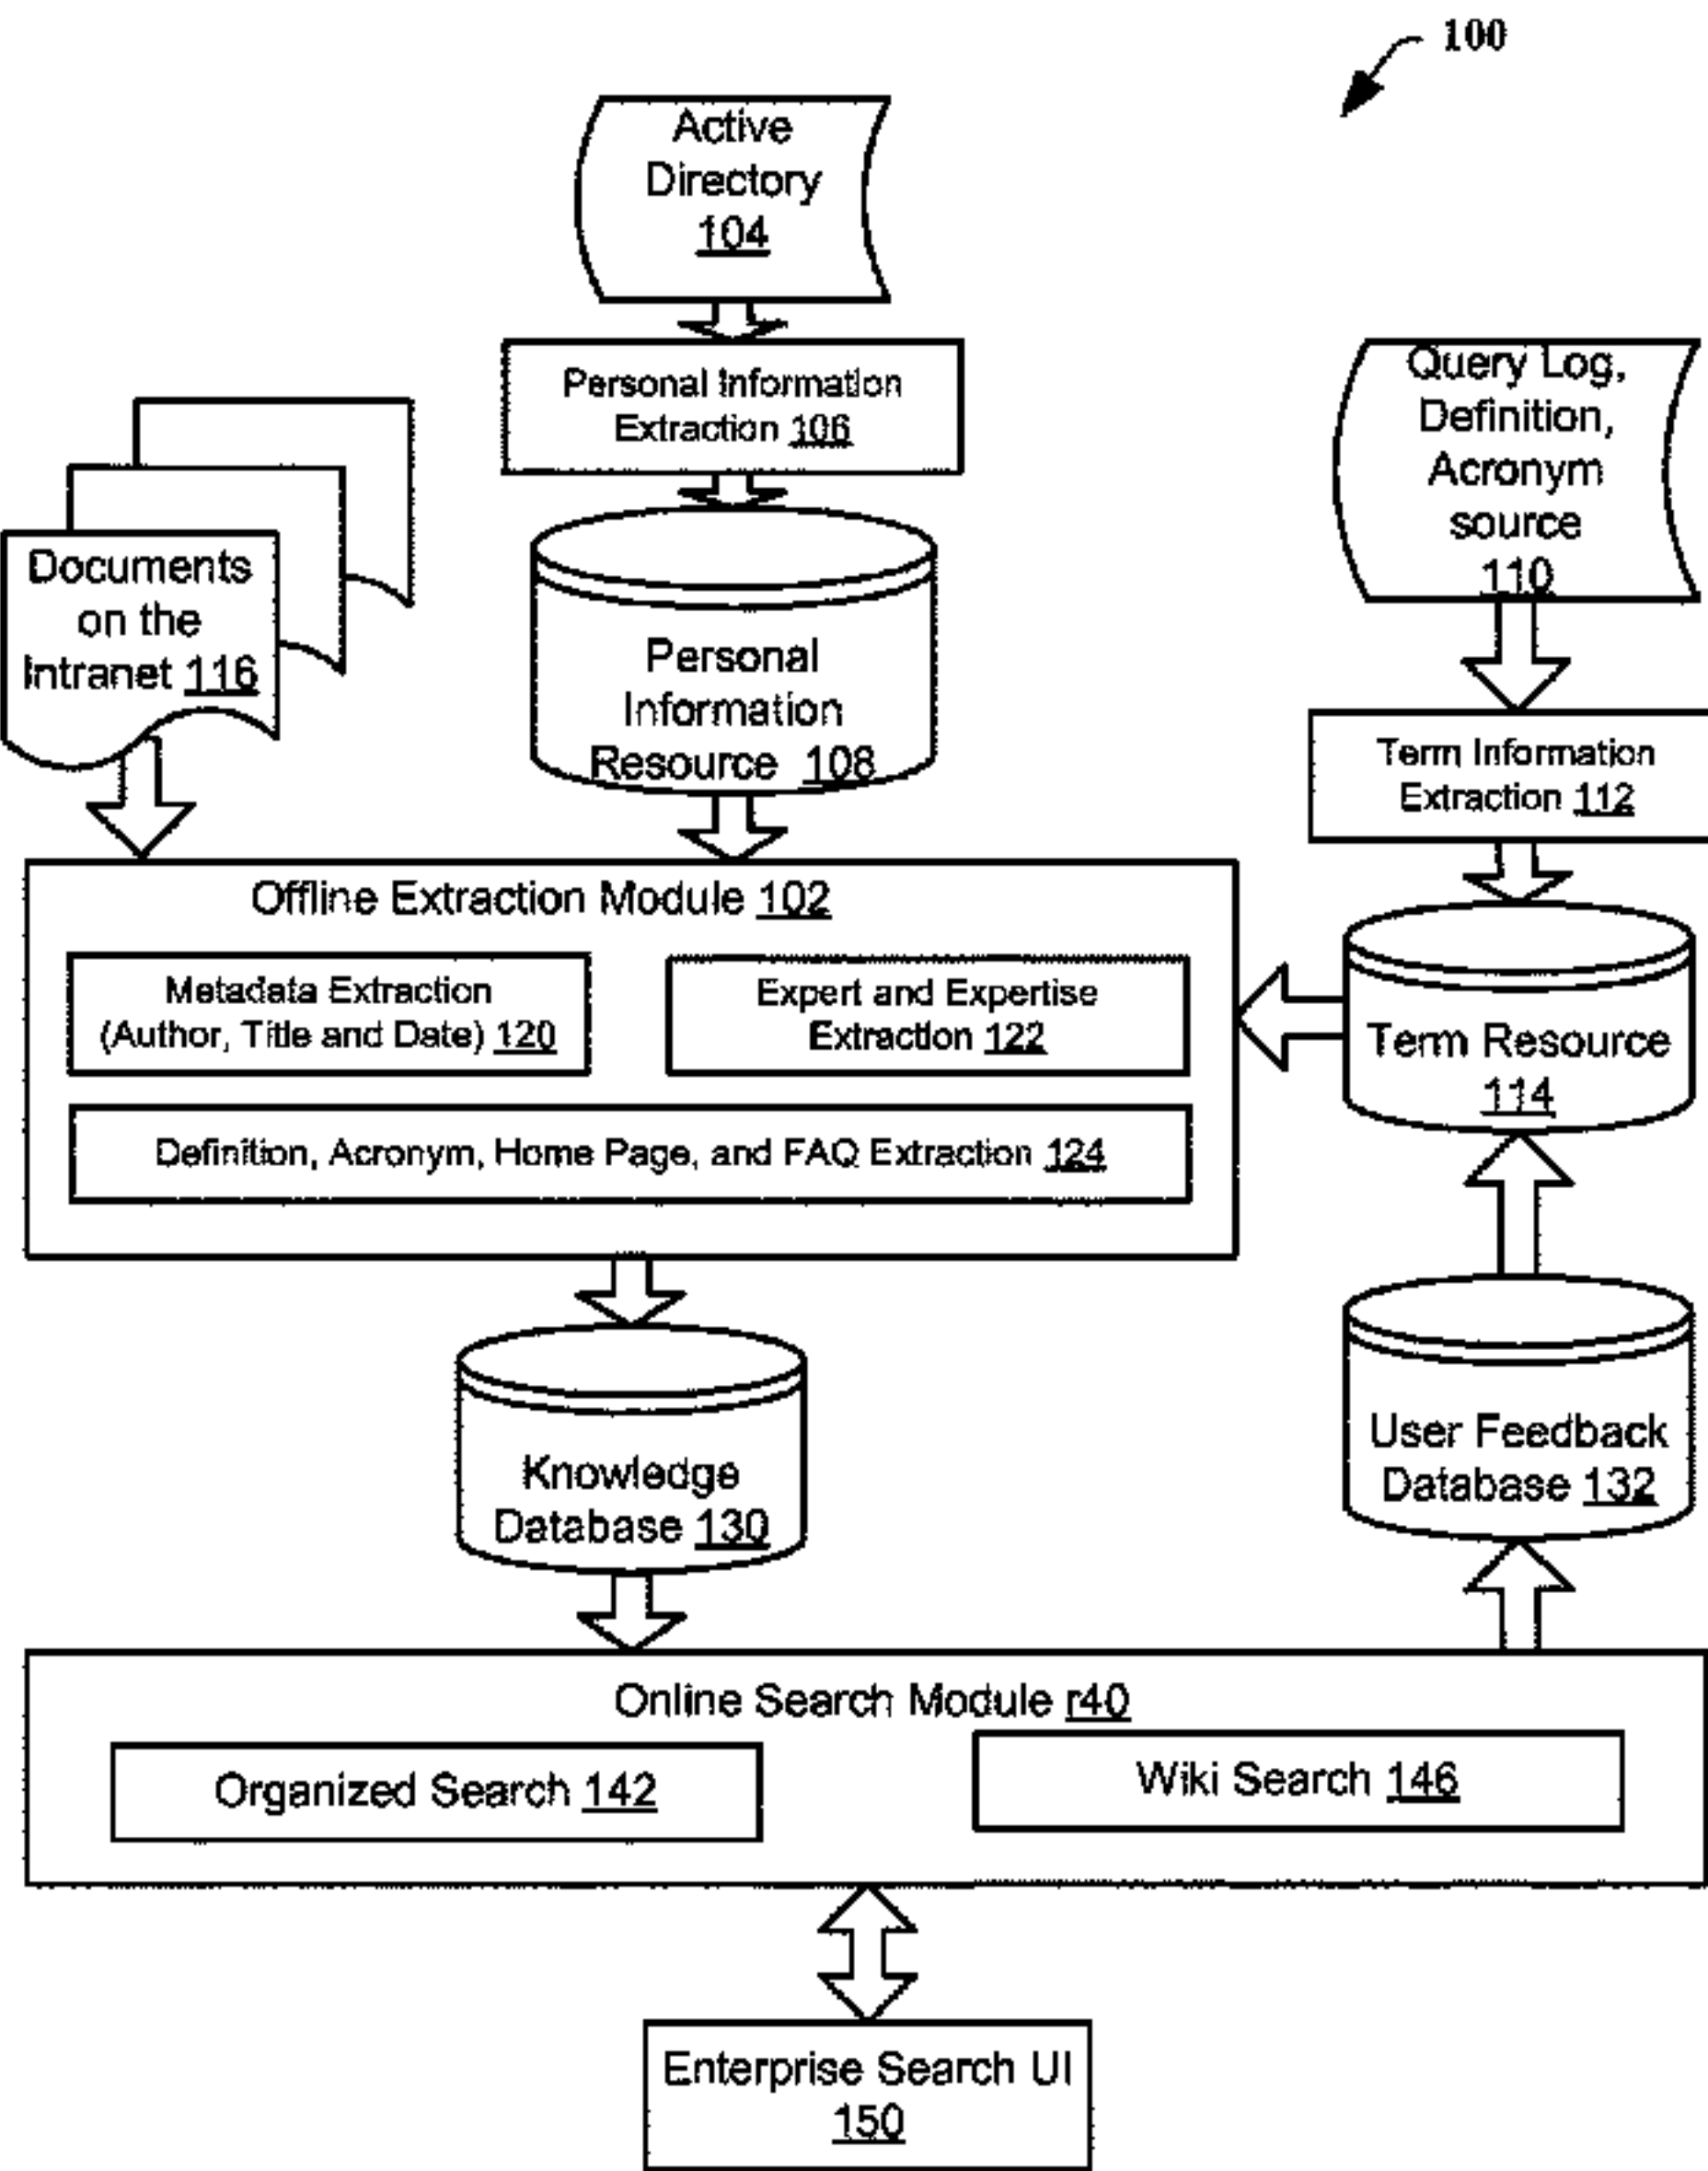 100
Active
Directory
104
Personal Information
Extraction 106
Query Log,
Definition,
Acronym
source
110
Documents
on the
Intranet 116
Personal
Information
Resource 108
Term Information
Extraction 112
Offline Extraction Module 102
Metadata Extraction
(Author, Title and Date) 120
Expert and Expertise
Extraction 122
Definition, Acronym, Home Page, and FAQ Extraction 124
Term Resource
114
Knowledge
Database 130
User Feedback
Database 132
Online Search Module r40
Organized Search 142
Wiki Search 146
Enterprise Search UI
150